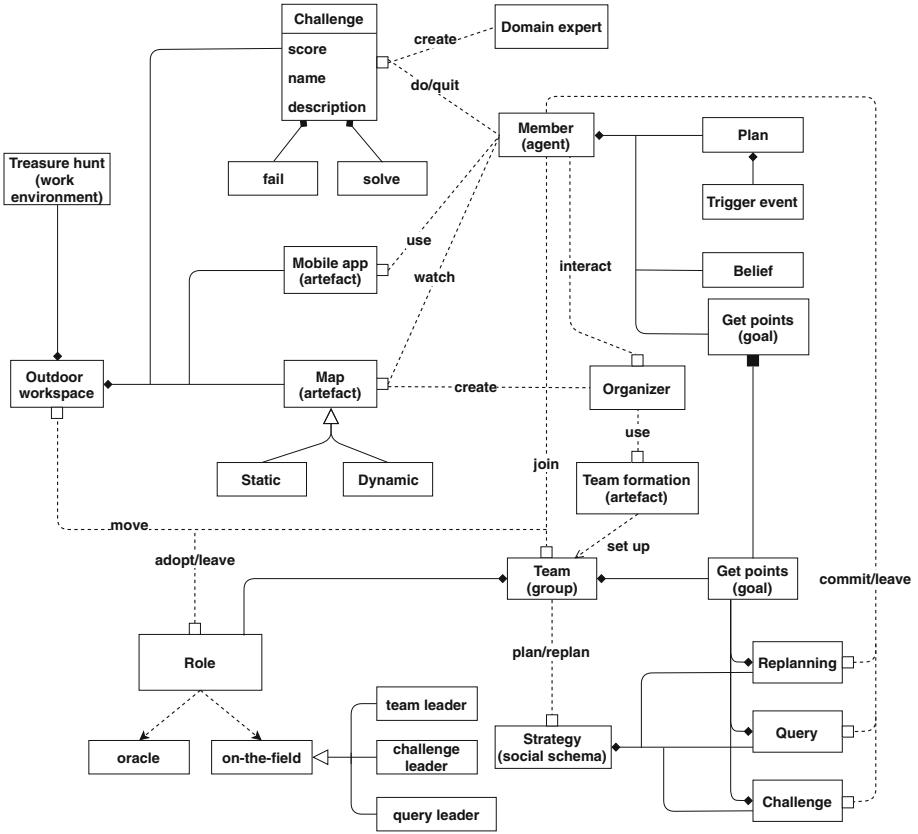 Challenge
score
name
description
create
Domain expert
do/quit
Member
(agent)
Plan
Treasure hunt
(work
environment)
fail
solve
Trigger event
use
Mobile app
(artefact)
watch
interact
Belief
Get points
(goal)
Outdoor
workspace
Map
(artefact)
create
Organizer
use
Static
Dynamic
join
Team formation
(artefact)
move
adopt/leave
set up
Team
(group)
Get points
(goal)
commit/leave
Role
plan/replan
Replanning
team leader
Query
oracle
on-the-field
challenge
leader
Strategy
(social schema)
query leader
Challenge